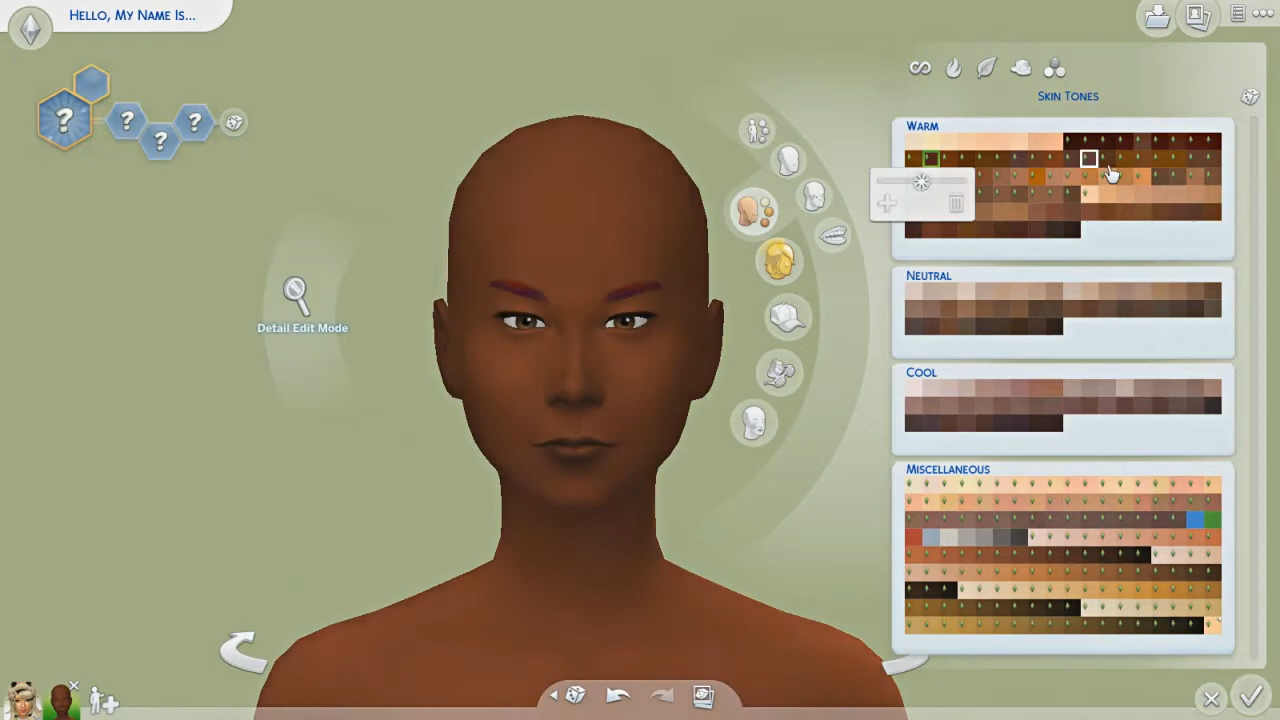 Hello, My Name Is...
Skin Tones
Warm
Neutral
Detail Edit Mode
Cool
Miscellaneous